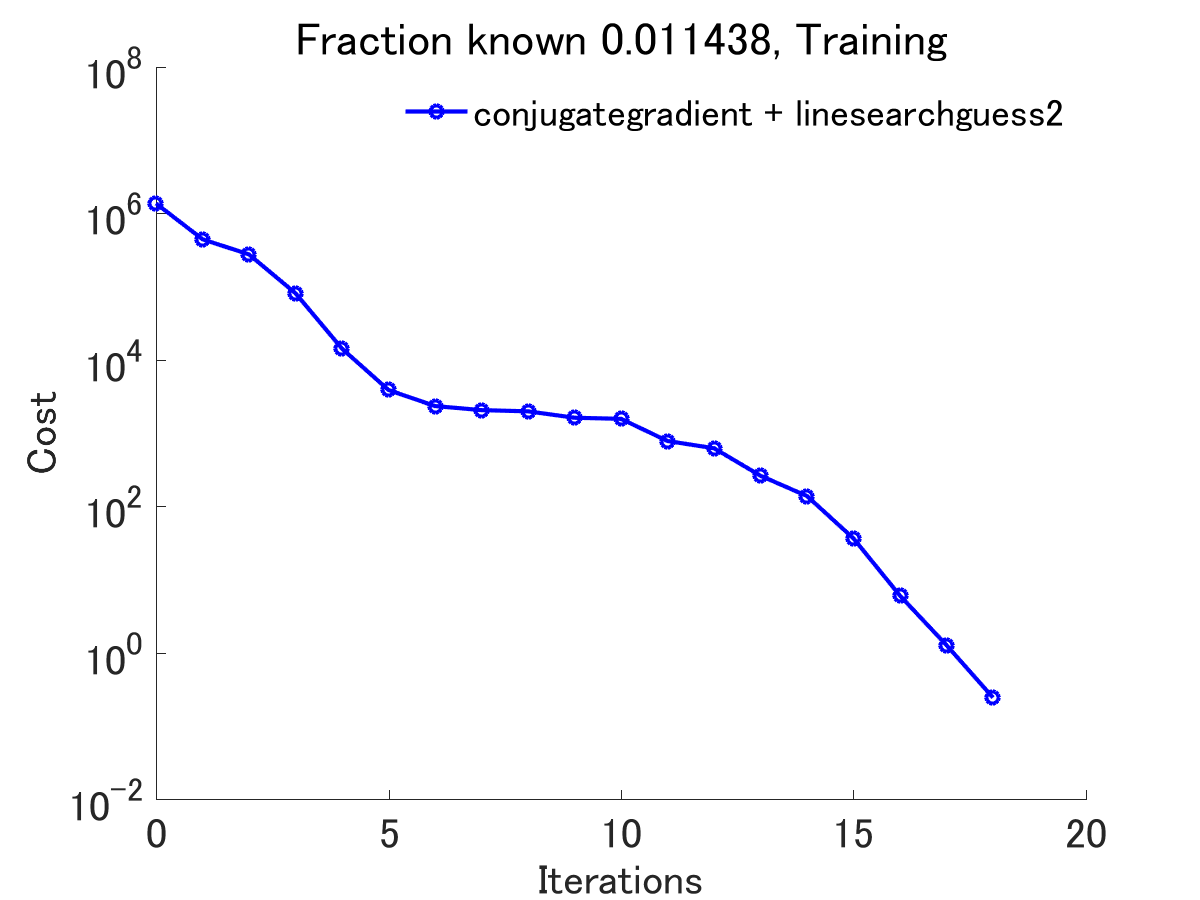 Fraction known 0.011438, Training
conjugategradient + linesearchguess2
10^8
10^6
10^4
10^2
10^0
10^-2
Cost
0 5 10 15 20
Iterations